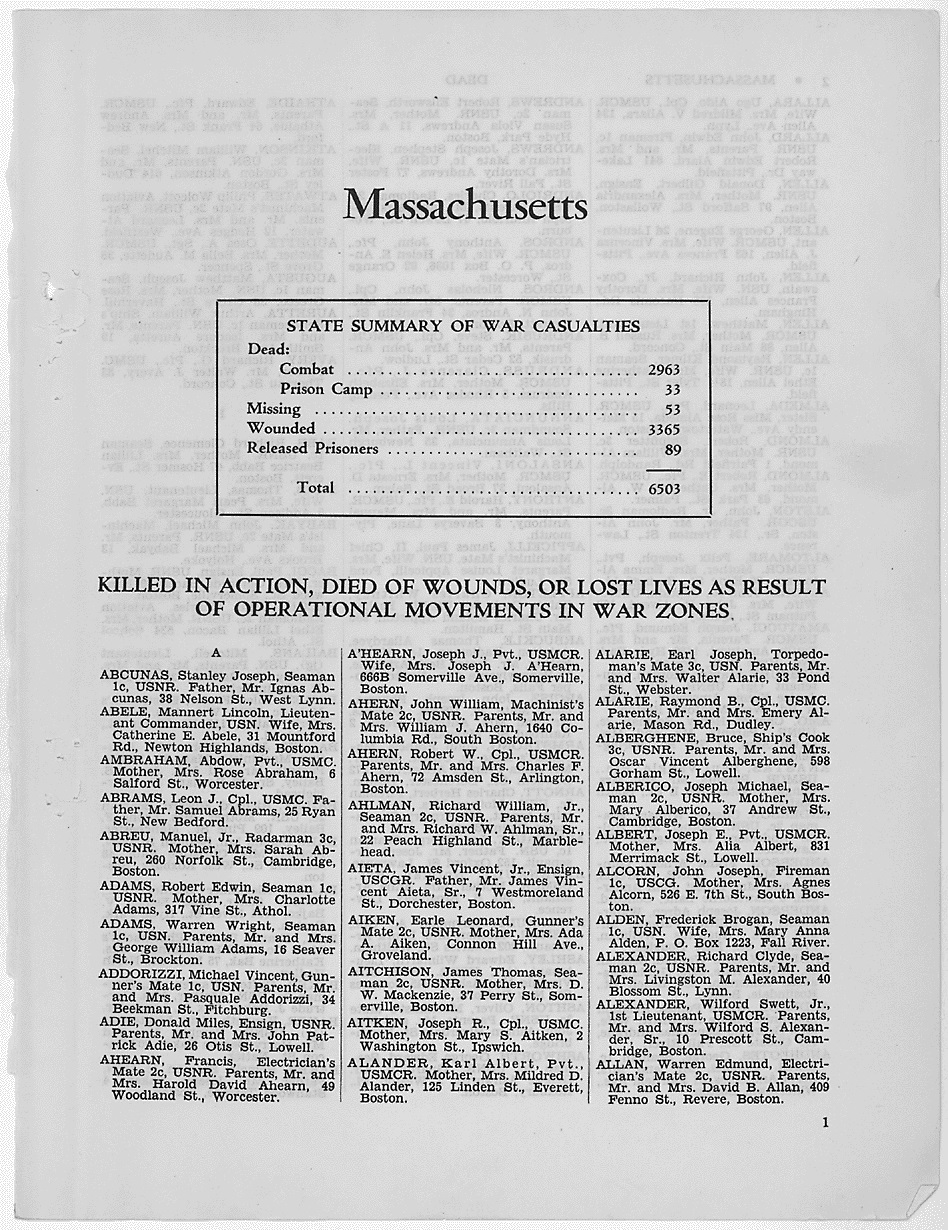 Massachusetts
STATE SUMMARY OF WAR CASUALTIES
Dead:
Combat .......................................... 2963
Prison Camp .................................. 33
Missing .......................................... 53
Wounded ......................................... 3365
Released Prisoners ................................ 89
Total ........................................ 6503
KILLED IN ACTION, DIED OF WOUNDS, OR LOST LIVES AS RESULT
OF OPERATIONAL MOVEMENTS IN WAR ZONES.
A
ABCUNAS, Stanley Joseph, Seaman
1c, USNR. Father, Mr. Ignas Ab-
cunas, 38 Nelson St., West Lynn.
ABELE, Mannert Lincoln, Lieuten-
ant Commander, USN. Wife, Mrs.
Catherine E. Abele, 31 Mountford
Rd., Newton Highlands, Boston.
AMBRAHAM, Abdow, Pvt., USMC.
Mother, Mrs. Rose Abraham, 6
Salford St., Worcester.
ABRAMS, Leon J., Cpl., USMC. Fa-
ther, Mr. Samuel Abrams, 25 Ryan
St., New Bedford.
ABREU, Manuel, Jr., Radarman 3c,
USNR. Mother, Mrs. Sarah Ab-
reu, 260 Norfolk St., Cambridge,
Boston.
ADAMS, Robert Edwin, Seaman 1c,
USNR. Mother, Mrs. Charlotte
Adams, 317 Vine St., Athol.
ADAMS, Warren Wright, Seaman
1c, USN. Parents, Mr. and Mrs.
George William Adams, 16 Seaver
St., Brockton.
ADDORIZZI, Michael Vincent, Gun-
ner's Mate 1c, USN. Parents, Mr.
and Mrs. Pasquale Addorizzi, 34
Beekman St., Fitchburg.
ADIE, Donald Miles, Ensign, USNR.
Parents, Mr. and Mrs. John Pat-
rick Adie, 26 Otis St., Lowell.
AHEARN, Francis, Electrician's
Mate 2c, USNR. Parents, Mr. and
Mrs. Harold David Ahearn, 49
Woodland St., Worcester.
A'HEARN, Joseph J., Pvt., USMCR.
Wife, Mrs. Joseph J. A'Hearn,
666B Somerville Ave., Somerville,
Boston.
AHERN, John William, Machinist's
Mate 2c, USNR. Parents, Mr. and
Mrs. William J. Ahern, 1640 Co-
lumbia Rd., South Boston.
AHERN, Robert W., Cpl., USMCR.
Parents, Mr. and Mrs. Charles F.
Ahern, 72 Amsden St., Arlington,
Boston.
AHLMAN, Richard William, Jr.,
Seaman 2c, USNR. Parents, Mr.
and Mrs. Richard W. Ahlman, Sr.,
22 Peach Highland St., Marble-
head.
AIETA, James Vincent, Jr., Ensign,
USCGR. Father, Mr. James Vin-
cent Aieta, Sr., 7 Westmoreland
St., Dorchester, Boston.
AIKEN, Earle Leonard, Gunner's
Mate 2c, USNR. Mother, Mrs. Ada
A. Aiken, Connon Hill Ave.,
Groveland.
AITCHISON, James Thomas, Sea-
man 2c, USNR. Mother, Mrs. D.
W. Mackenzie, 37 Perry St., Som-
erville, Boston.
AITKEN, Joseph R., Cpl., USMC.
Mother, Mrs. Mary S. Aitken, 2
Washington St., Ipswich.
ALANDER, Karl Albert, Pvt.,
USMCR. Mother, Mrs. Mildred D.
Alander, 125 Linden St., Everett,
Boston.
ALARIE, Earl Joseph, Torpedo-
man's Mate 3c, USN. Parents, Mr.
and Mrs. Walter Alarie, 33 Pond
St., Webster.
ALARIE, Raymond B., Cpl., USMC.
Parents, Mr. and Mrs. Emery Al-
arie, Mason Rd., Dudley.
ALBERGHENE, Bruce, Ship's Cook
3c, USNR. Parents, Mr. and Mrs.
Oscar Vincent Alberghene, 598
Gorham St., Lowell.
ALBERICO, Joseph Michael, Sea-
man 2c, USNR. Mother, Mrs.
Mary Alberico, 37 Andrew St.,
Cambridge, Boston.
ALBERT, Joseph E., Pvt., USMCR.
Mother, Mrs. Alia Albert, 831
Merrimack St., Lowell.
ALCORN, John Joseph, Fireman
1c, USCG. Mother, Mrs. Agnes
Alcorn, 526 E. 7th St., South Bos-
ton.
ALDEN, Frederick Brogan, Seaman
1c, USN. Wife, Mrs. Mary Anna
Alden, P. O. Box 1223, Fall River.
ALEXANDER, Richard Clyde, Sea-
man 2c, USNR. Parents, Mr. and
Mrs. Livingston M. Alexander, 40
Blossom St., Lynn.
ALEXANDER, Wilford Swett, Jr.,
1st Lieutenant, USMCR. Parents,
Mr. and Mrs. Wilford S. Alexan-
der, Sr., 10 Prescott St., Cam-
bridge, Boston.
ALLAN, Warren Edmund, Electri-
cian's Mate 2c, USNR. Parents,
Mr. and Mrs. David B. Allan, 409
Fenno St., Revere, Boston.
1